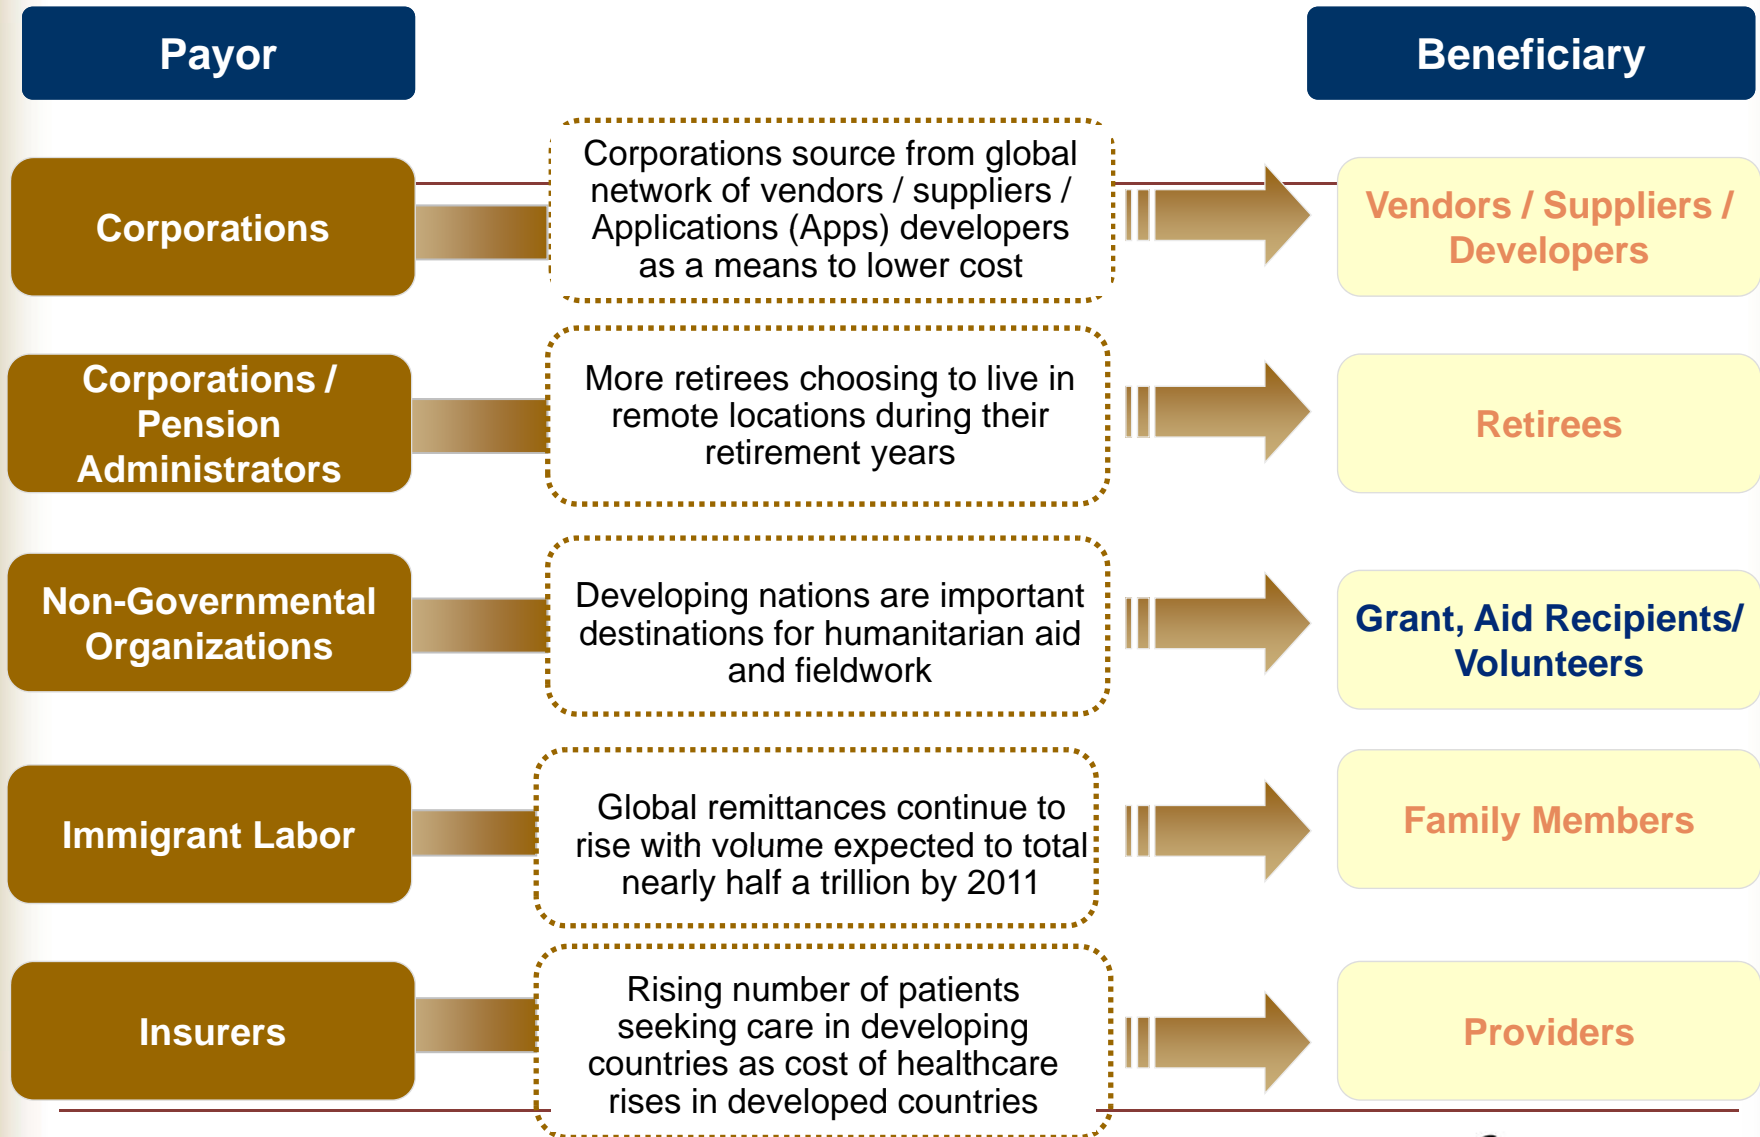 Payor
Beneficiary
Corporations
Corporations source from global
network of vendors / suppliers /
Applications (Apps) developers
as a means to lower cost
Vendors / Suppliers /
Developers
Corporations /
Pension
Administrators
More retirees choosing to live in
remote locations during their
retirement years
Retirees
Non-Governmental
Organizations
Developing nations are important
destinations for humanitarian aid
and fieldwork
Grant, Aid Recipients/
Volunteers
Immigrant Labor
Global remittances continue to
rise with volume expected to total
nearly half a trillion by 2011
Family Members
Insurers
Rising number of patients
seeking care in developing
countries as cost of healthcare
rises in developed countries
Providers